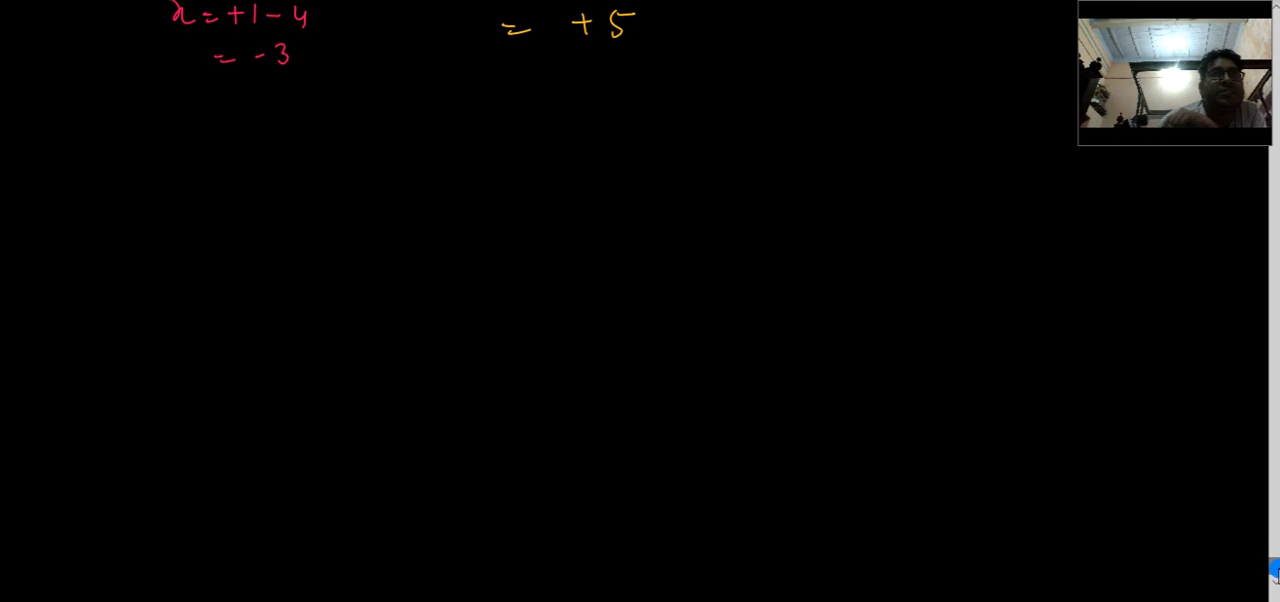 x = +1 - 4
= -3
= +5